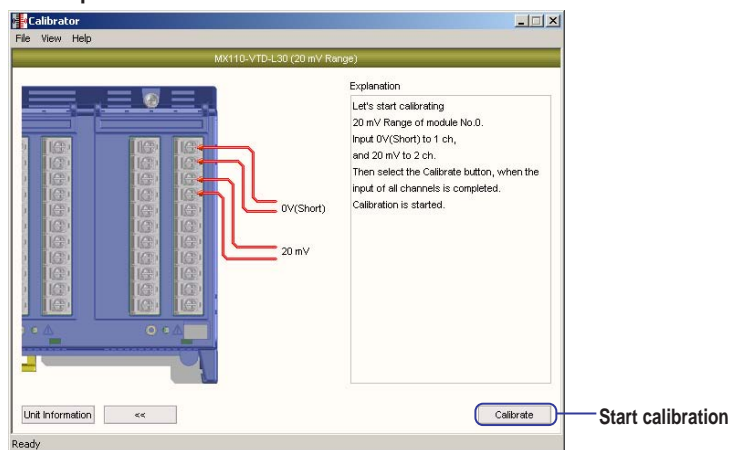 Calibrator
File View Help
MX110-VTD-L30 (20 mV Range)
Explanation
Let's start calibrating
20 mV Range of module No.0.
Input 0V(Short) to 1 ch,
and 20 mV to 2 ch.
Then select the Calibrate button, when the
input of all channels is completed.
Calibration is started.
0V(Short)
20 mV
Unit Information
<<
Calibrate
Start calibration
Ready